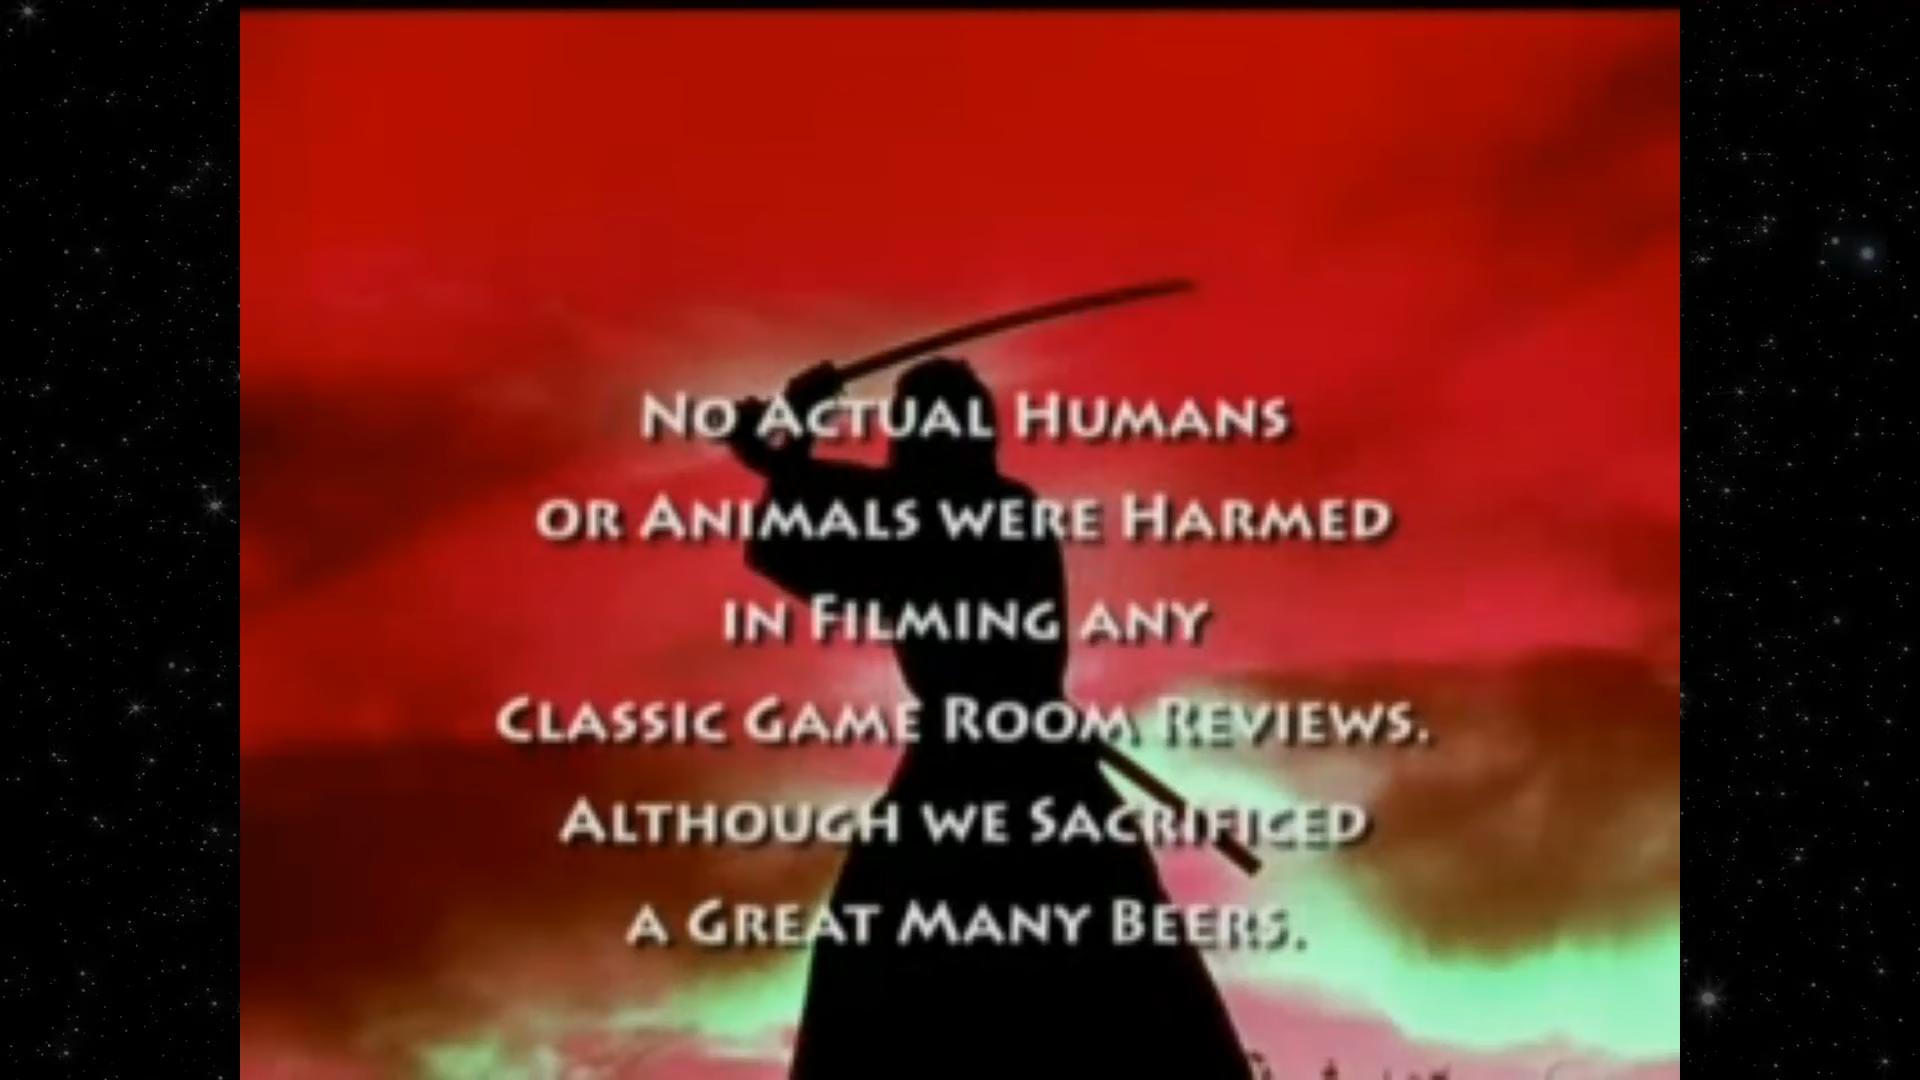 No Actual Humans
or Animals were Harmed
in Filming any
Classic Game Room Reviews.
Although we Sacrificed
a Great Many Beers.